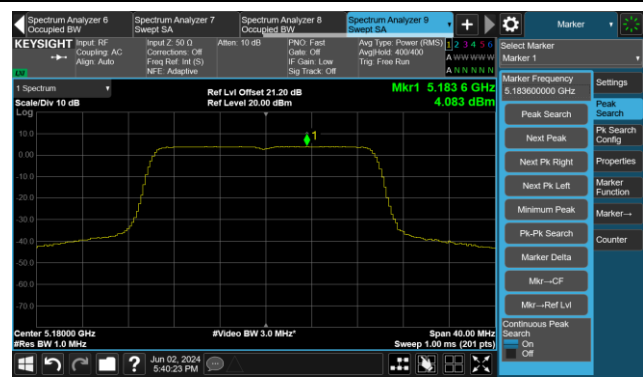 Spectrum Analyzer 6
Occupied BW
Spectrum Analyzer 7
Swept SA
Spectrum Analyzer 8
Occupied BW
Spectrum Analyzer 9
Swept SA
Marker
KEYSIGHT
Input: RF
Coupling: AC
Align: Auto
Input Z: 50 Ω
Corrections: Off
Freq Ref: Int (S)
NFE: Adaptive
Atten: 10 dB
PNO: Fast
Gate: Off
IF Gain: Low
Sig Track: Off
Avg Type: Power (RMS)
Avg|Hold: 400/400
Trig: Free Run
1 2 3 4 5 6
A W W W W W
A N N N N N
Select Marker
Marker 1
1 Spectrum
Scale/Div 10 dB
Log
Ref Lvl Offset 21.20 dB
Ref Level 20.00 dBm
Mkr1 5.183 6 GHz
4.083 dBm
10.0
0.00
-10.0
-20.0
-30.0
-40.0
-50.0
-60.0
-70.0
1
Center 5.18000 GHz
#Res BW 1.0 MHz
#Video BW 3.0 MHz*
Span 40.00 MHz
Sweep 1.00 ms (201 pts)
Marker Frequency
5.183600000 GHz
Peak Search
Next Peak
Next Pk Right
Next Pk Left
Minimum Peak
Pk-Pk Search
Marker Delta
Mkr→CF
Mkr→Ref Lvl
Continuous Peak
Search
On
Off
Settings
Peak
Search
Pk Search
Config
Properties
Marker
Function
Marker→
Counter
Jun 02, 2024
5:40:23 PM